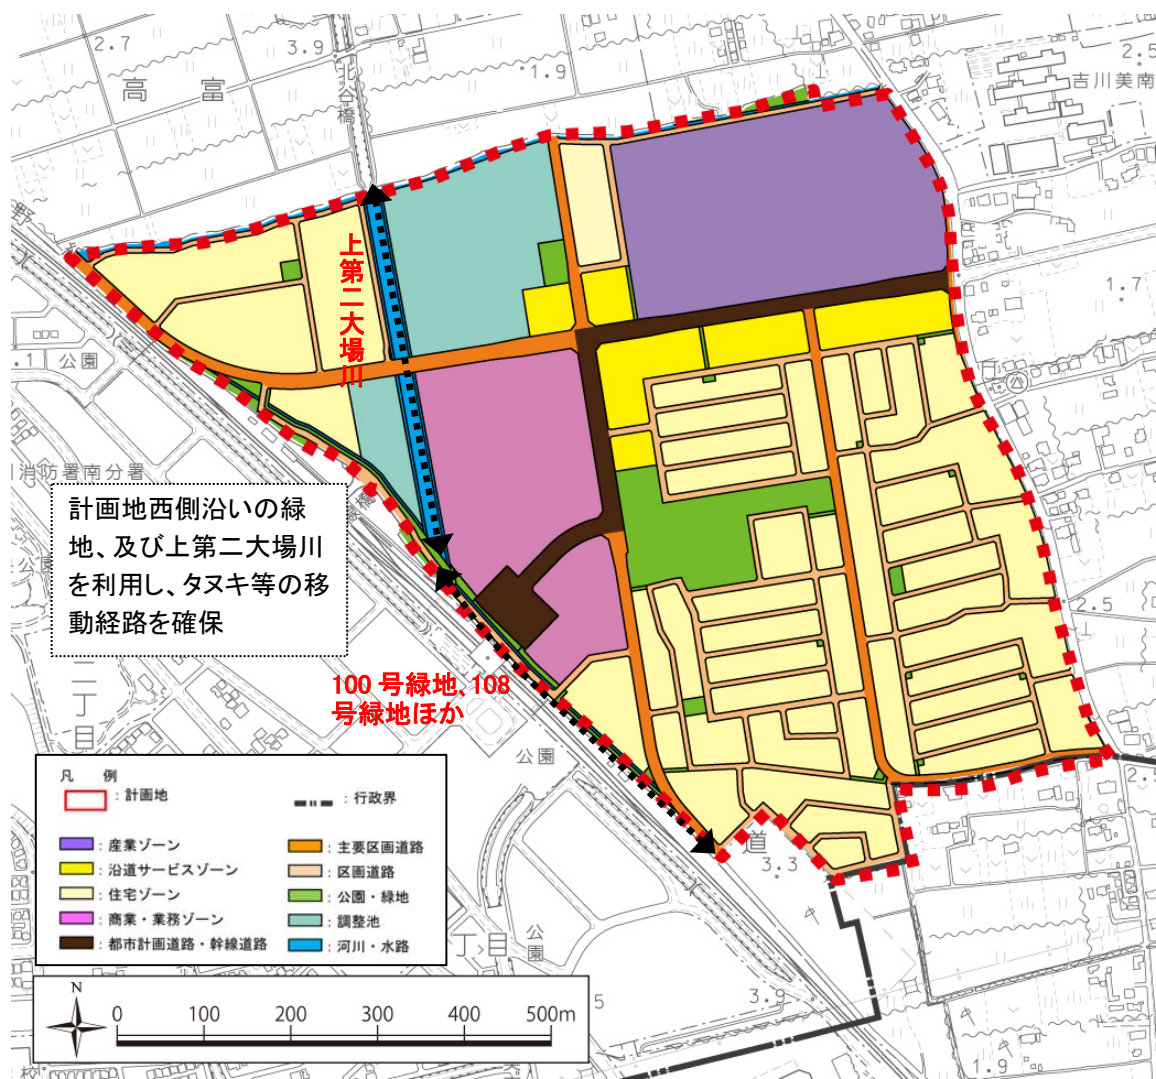 2.7
3.9
2.5
高富
北谷橋
1.9
吉川美南
野
上第二大場川
1.7
.1
公園
川消防署南分署
計画地西側沿いの緑
地、及び上第二大場川
を利用し、タヌキ等の移
動経路を確保
公園
2.5
二丁目
100 号緑地、108
号緑地ほか
公園
凡 例
：計画地
：行政界
：産業ゾーン
：主要区画道路
：沿道サービスゾーン
：区画道路
：住宅ゾーン
：公園・緑地
：商業・業務ゾーン
：調整池
：都市計画道路・幹線道路
：河川・水路
道
3.3
2.5
丁目
公園
N
0 100 200 300 400 500m
5
3.9
1.9
校